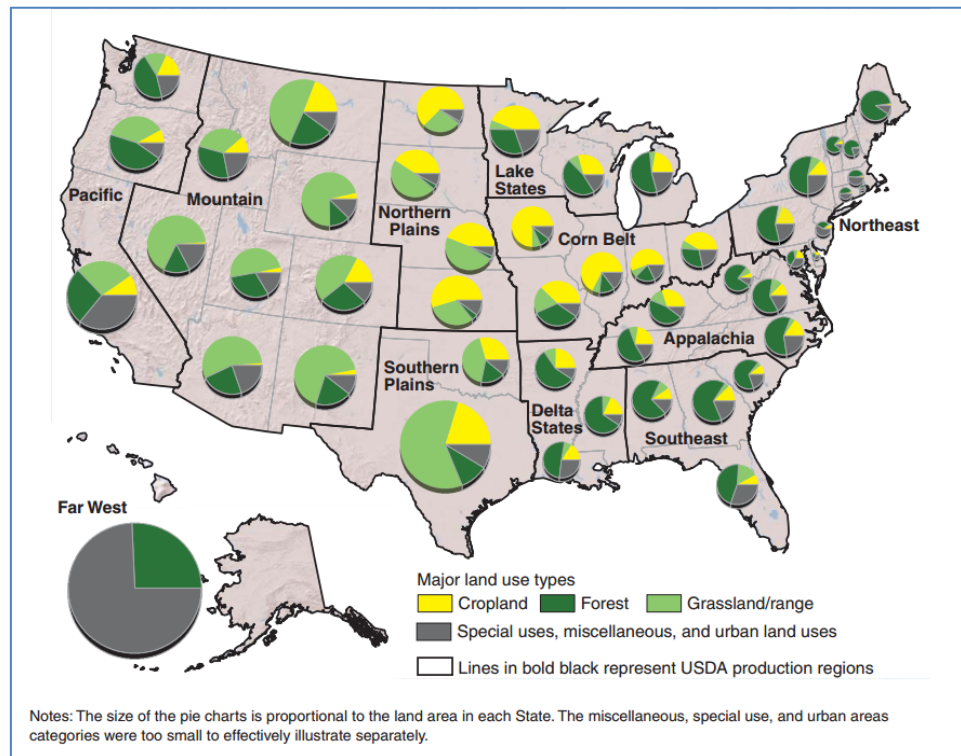 Pacific
Mountain
Northern
Plains
Lake
States
Corn Belt
Northeast
Appalachia
Southern
Plains
Delta
States
Southeast
Far West
Major land use types
Cropland Forest Grassland/range
Special uses, miscellaneous, and urban land uses
Lines in bold black represent USDA production regions
Notes: The size of the pie charts is proportional to the land area in each State. The miscellaneous, special use, and urban areas
categories were too small to effectively illustrate separately.